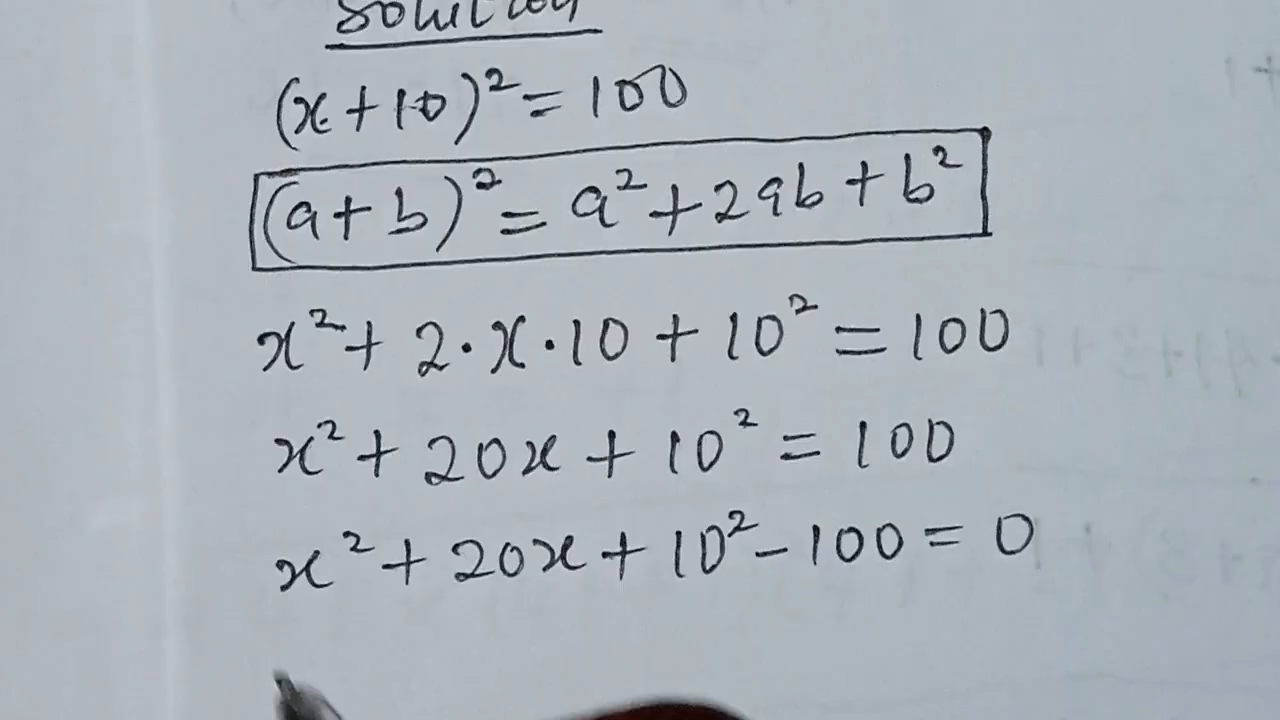 Solution
(x+10)² = 100
(a+b)² = a² + 2ab + b²
x² + 2·x·10 + 10² = 100
x² + 20x + 10² = 100
x² + 20x + 10² - 100 = 0